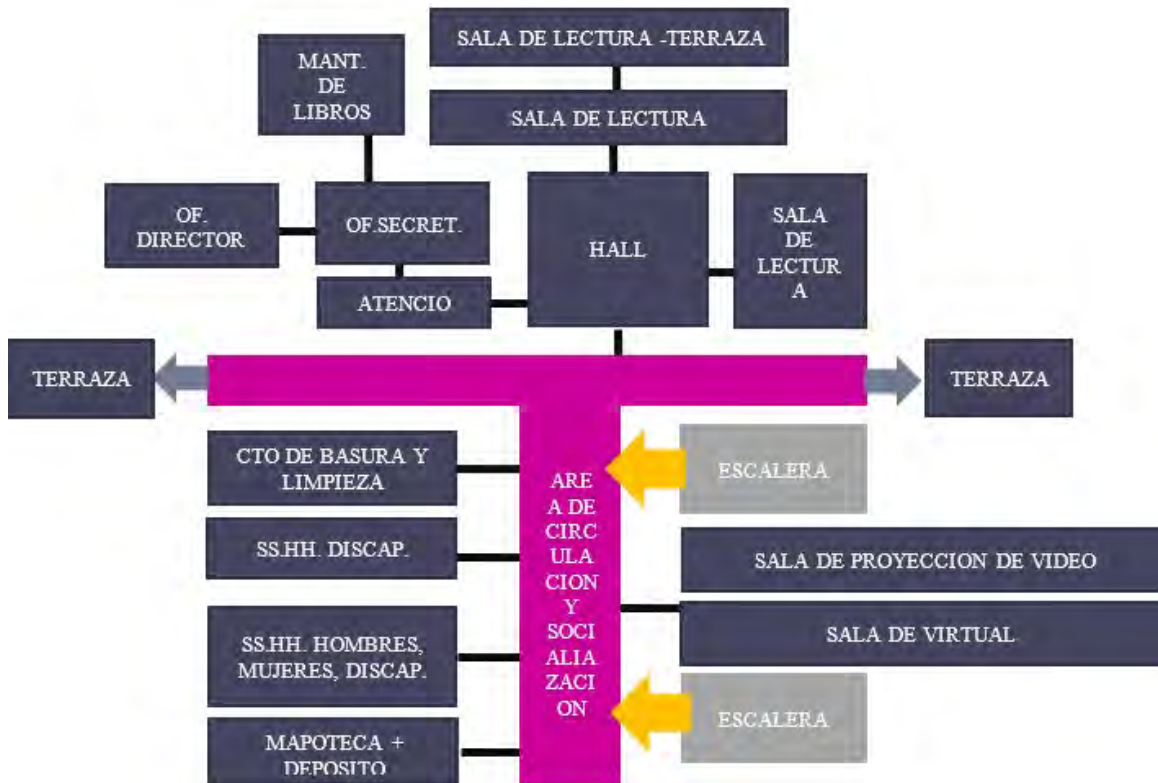 SALA DE LECTURA -TERRAZA
MANT.
DE
LIBROS
SALA DE LECTURA
OF.
DIRECTOR
OF.SECRET.
HALL
SALA
DE
LECTUR
A
ATENCIO
TERRAZA
TERRAZA
CTO DE BASURA Y
LIMPIEZA
ESCALERA
SS.HH. DISCAP.
ARE
A DE
CIRC
ULA
CION
Y
SOCI
ALIA
ZACI
ON
SALA DE PROYECCION DE VIDEO
SALA DE VIRTUAL
SS.HH. HOMBRES,
MUJERES, DISCAP.
ESCALERA
MAPOTECA +
DEPOSITO